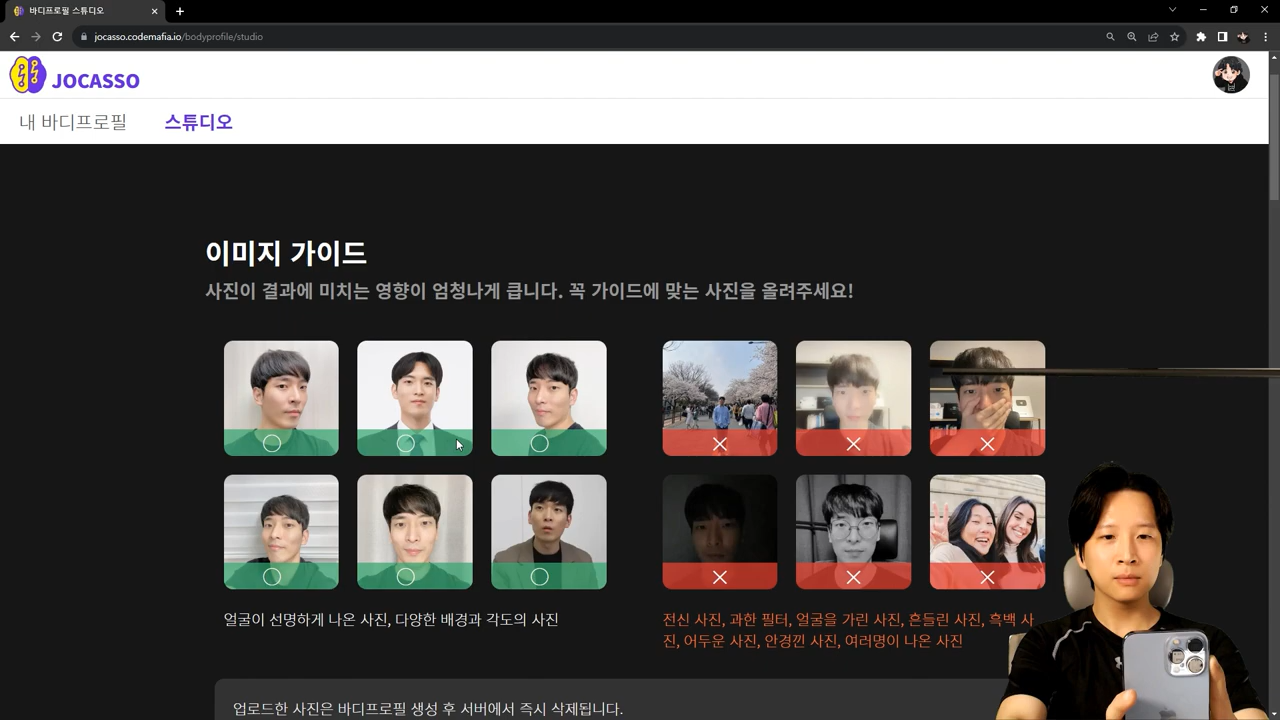 바디프로필 스튜디오
jocasso.codemafia.io/bodyprofile/studio
JOCASSO
내 바디프로필 스튜디오
이미지 가이드
사진이 결과에 미치는 영향이 엄청나게 큽니다. 꼭 가이드에 맞는 사진을 올려주세요!
얼굴이 선명하게 나온 사진, 다양한 배경과 각도의 사진
전신 사진, 과한 필터, 얼굴을 가린 사진, 흔들린 사진, 흑백 사
진, 어두운 사진, 안경낀 사진, 여러명이 나온 사진
업로드한 사진은 바디프로필 생성 후 서버에서 즉시 삭제됩니다.